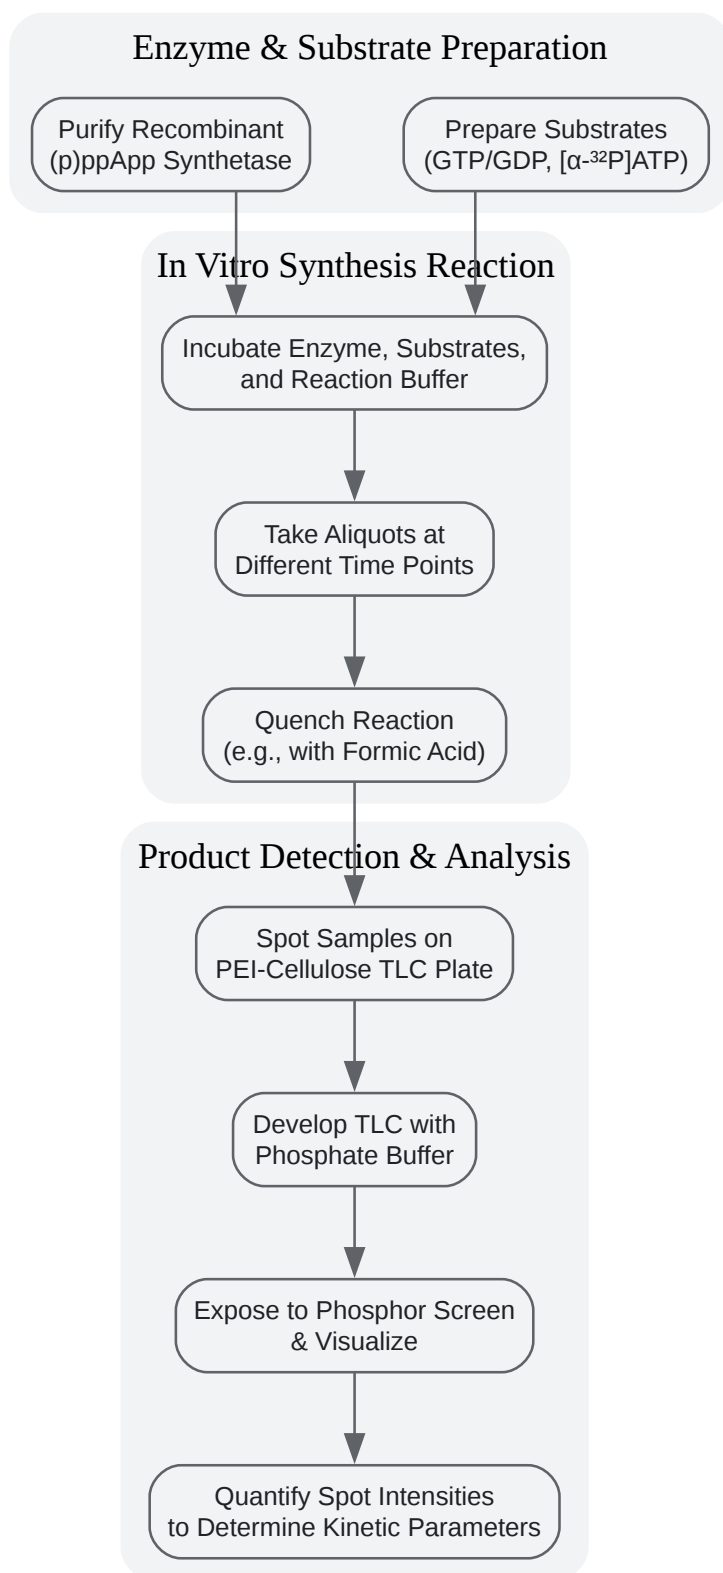 Enzyme & Substrate Preparation
Purify Recombinant
(p)ppApp Synthetase
Prepare Substrates
(GTP/GDP, [α-³²P]ATP)
In Vitro Synthesis Reaction
Incubate Enzyme, Substrates,
and Reaction Buffer
Take Aliquots at
Different Time Points
Quench Reaction
(e.g., with Formic Acid)
Product Detection & Analysis
Spot Samples on
PEI-Cellulose TLC Plate
Develop TLC with
Phosphate Buffer
Expose to Phosphor Screen
& Visualize
Quantify Spot Intensities
to Determine Kinetic Parameters